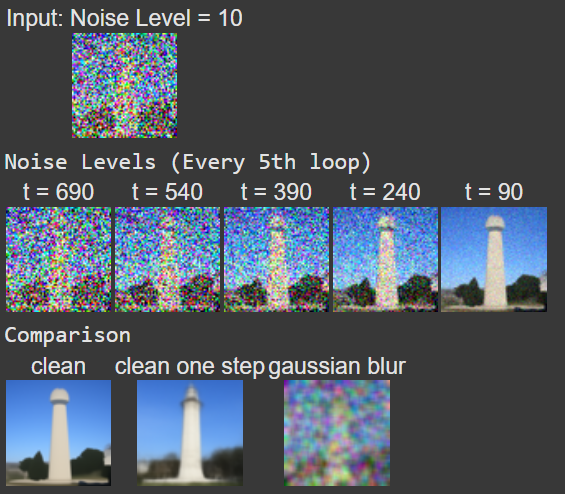 Input: Noise Level = 10
Noise Levels (Every 5th loop)
t = 690 t = 540 t = 390 t = 240 t = 90
Comparison
clean clean one step gaussian blur